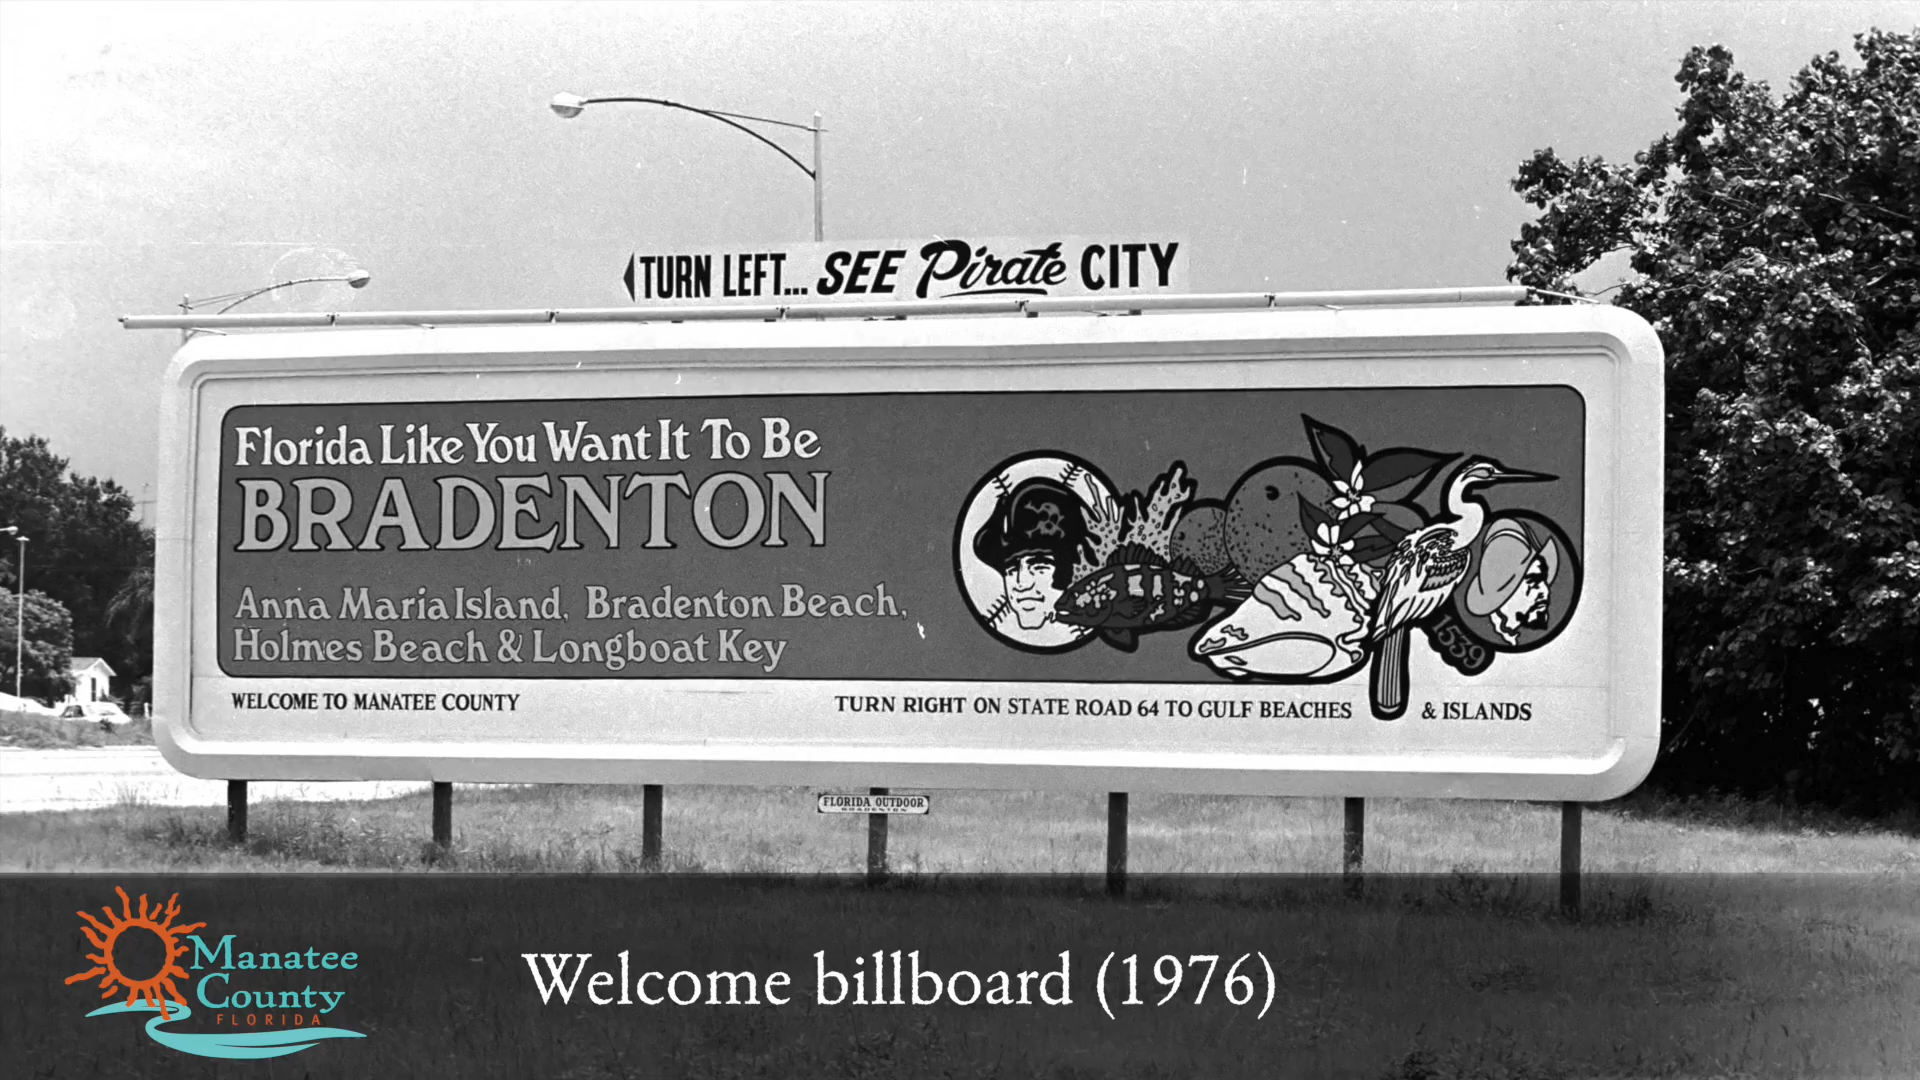 TURN LEFT... SEE Pirate CITY
Florida Like You Want It To Be
BRADENTON
Anna Maria Island, Bradenton Beach,
Holmes Beach & Longboat Key
1539
WELCOME TO MANATEE COUNTY
TURN RIGHT ON STATE ROAD 64 TO GULF BEACHES & ISLANDS
FLORIDA OUTDOOR
BRADENTON
Manatee
County
FLORIDA
Welcome billboard (1976)